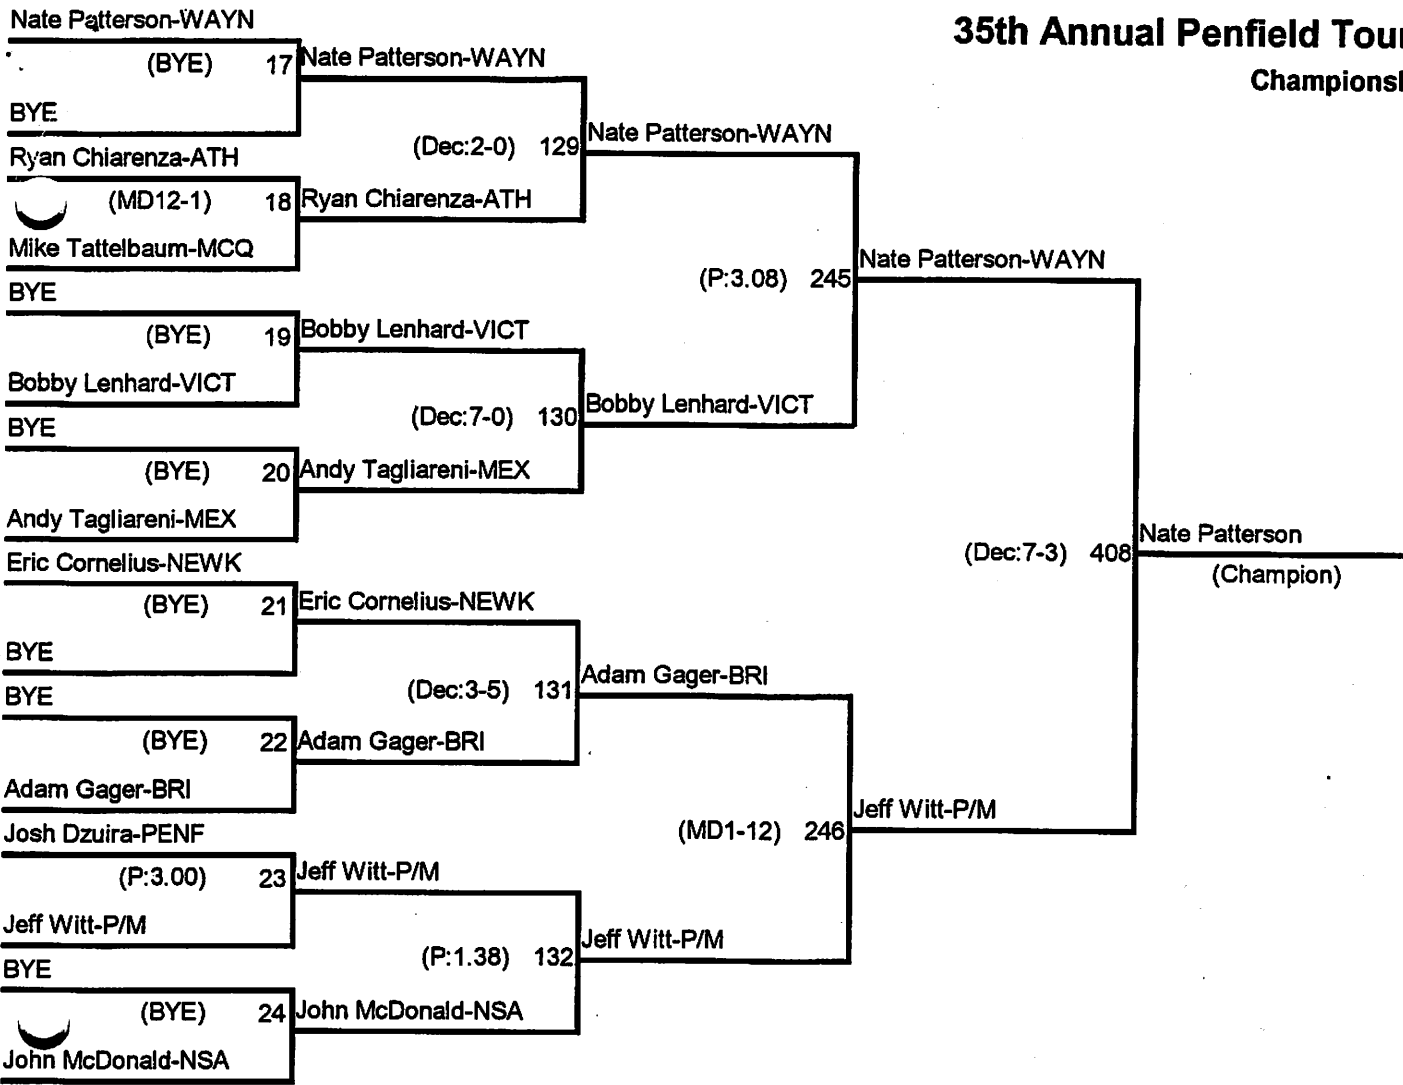 35th Annual Penfield Tour
Championsh
Nate Patterson-WAYN
(BYE) 17
BYE
Nate Patterson-WAYN
Ryan Chiarenza-ATH
(MD12-1) 18
Mike Tattelbaum-MCQ
Ryan Chiarenza-ATH
(Dec:2-0) 129
Nate Patterson-WAYN
BYE
(BYE) 19
Bobby Lenhard-VICT
Bobby Lenhard-VICT
BYE
(BYE) 20
Andy Tagliareni-MEX
Andy Tagliareni-MEX
(Dec:7-0) 130
Bobby Lenhard-VICT
(P:3.08) 245
Nate Patterson-WAYN
Eric Cornelius-NEWK
(BYE) 21
BYE
Eric Cornelius-NEWK
BYE
(BYE) 22
Adam Gager-BRI
Adam Gager-BRI
(Dec:3-5) 131
Adam Gager-BRI
Josh Dzuira-PENF
(P:3.00) 23
Jeff Witt-P/M
Jeff Witt-P/M
BYE
(BYE) 24
John McDonald-NSA
John McDonald-NSA
(P:1.38) 132
Jeff Witt-P/M
(MD1-12) 246
Jeff Witt-P/M
(Dec:7-3) 408
Nate Patterson
(Champion)